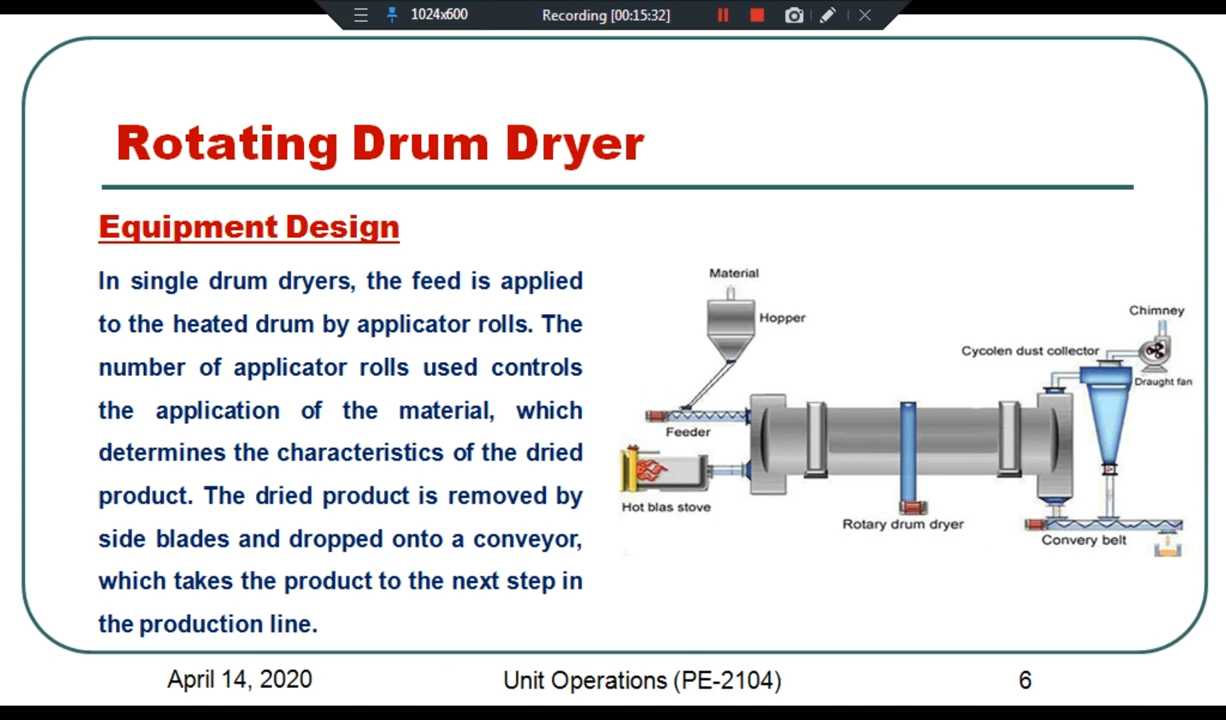 1024x600
Recording [00:15:32]
Rotating Drum Dryer
Equipment Design
In single drum dryers, the feed is applied
to the heated drum by applicator rolls. The
number of applicator rolls used controls
the application of the material, which
determines the characteristics of the dried
product. The dried product is removed by
side blades and dropped onto a conveyor,
which takes the product to the next step in
the production line.
Material
Hopper
Chimney
Cycolen dust collector
Draught fan
Feeder
Hot blas stove
Rotary drum dryer
Convery belt
April 14, 2020
Unit Operations (PE-2104)
6